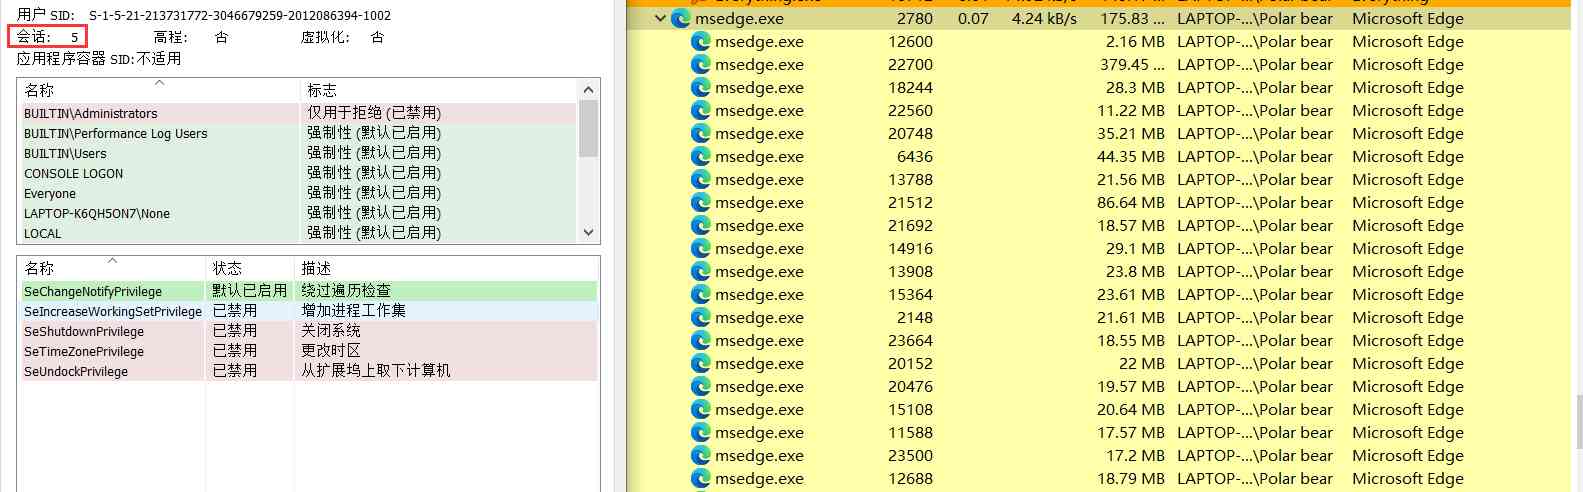 用户 SID: S-1-5-21-213731772-3046679259-2012086394-1002
会话: 5 高程: 否 虚拟化: 否
应用程序容器 SID: 不适用
名称 标志
BUILTIN\Administrators 仅用于拒绝 (已禁用)
BUILTIN\Performance Log Users 强制性 (默认已启用)
BUILTIN\Users 强制性 (默认已启用)
CONSOLE LOGON 强制性 (默认已启用)
Everyone 强制性 (默认已启用)
LAPTOP-K6QH5ON7\None 强制性 (默认已启用)
LOCAL 强制性 (默认已启用)
名称 状态 描述
SeChangeNotifyPrivilege 默认已启用 绕过遍历检查
SeIncreaseWorkingSetPrivilege 已禁用 增加进程工作集
SeShutdownPrivilege 已禁用 关闭系统
SeTimeZonePrivilege 已禁用 更改时区
SeUndockPrivilege 已禁用 从扩展坞上取下计算机
msedge.exe 2780 0.07 4.24 kB/s 175.83 ... LAPTOP-...\Polar bear Microsoft Edge
msedge.exe 12600 2.16 MB LAPTOP-...\Polar bear Microsoft Edge
msedge.exe 22700 379.45 ... LAPTOP-...\Polar bear Microsoft Edge
msedge.exe 18244 28.3 MB LAPTOP-...\Polar bear Microsoft Edge
msedge.exe 22560 11.22 MB LAPTOP-...\Polar bear Microsoft Edge
msedge.exe 20748 35.21 MB LAPTOP-...\Polar bear Microsoft Edge
msedge.exe 6436 44.35 MB LAPTOP-...\Polar bear Microsoft Edge
msedge.exe 13788 21.56 MB LAPTOP-...\Polar bear Microsoft Edge
msedge.exe 21512 86.64 MB LAPTOP-...\Polar bear Microsoft Edge
msedge.exe 21692 18.57 MB LAPTOP-...\Polar bear Microsoft Edge
msedge.exe 14916 29.1 MB LAPTOP-...\Polar bear Microsoft Edge
msedge.exe 13908 23.8 MB LAPTOP-...\Polar bear Microsoft Edge
msedge.exe 15364 23.61 MB LAPTOP-...\Polar bear Microsoft Edge
msedge.exe 2148 21.61 MB LAPTOP-...\Polar bear Microsoft Edge
msedge.exe 23664 18.55 MB LAPTOP-...\Polar bear Microsoft Edge
msedge.exe 20152 22 MB LAPTOP-...\Polar bear Microsoft Edge
msedge.exe 20476 19.57 MB LAPTOP-...\Polar bear Microsoft Edge
msedge.exe 15108 20.64 MB LAPTOP-...\Polar bear Microsoft Edge
msedge.exe 11588 17.57 MB LAPTOP-...\Polar bear Microsoft Edge
msedge.exe 23500 17.2 MB LAPTOP-...\Polar bear Microsoft Edge
msedge.exe 12688 18.79 MB LAPTOP-...\Polar bear Microsoft Edge